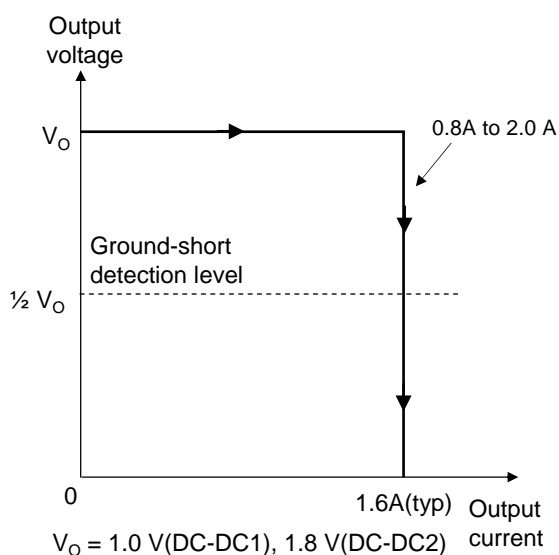 Output
voltage
V_O
0.8A to 2.0 A
Ground-short
detection level
½ V_O
0
1.6A(typ)
Output
current
V_O = 1.0 V(DC-DC1), 1.8 V(DC-DC2)